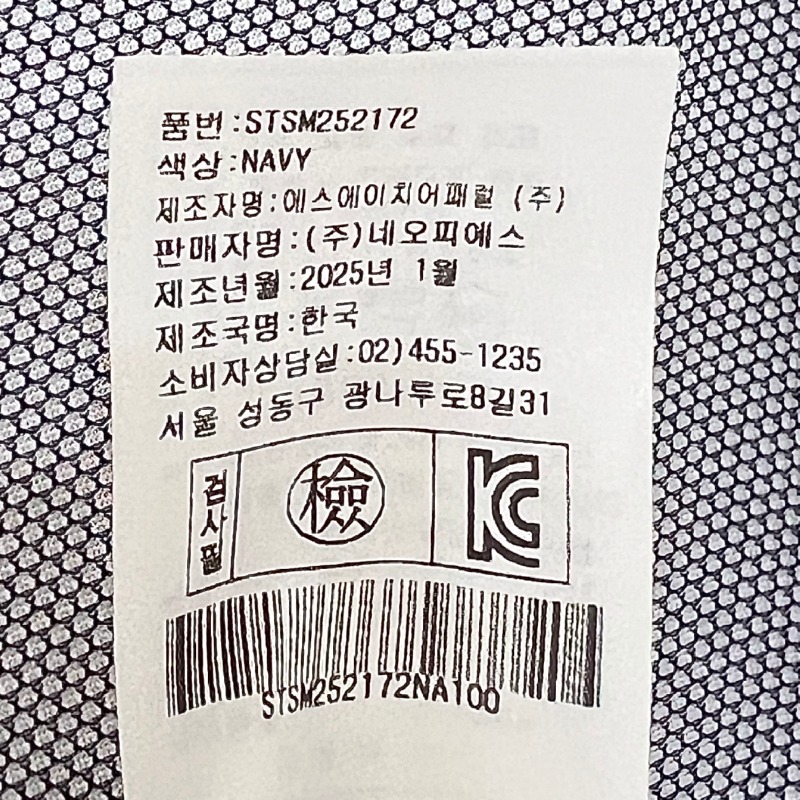 품번:STSM252172
색상:NAVY
제조자명:에스에이치어패럴 (주)
판매자명:(주)네오피에스
제조년월:2025년 1월
제조국명:한국
소비자상담실:02)455-1235
서울 성동구 광나루로8길31
검사필
檢
KC
STSM252172NA100